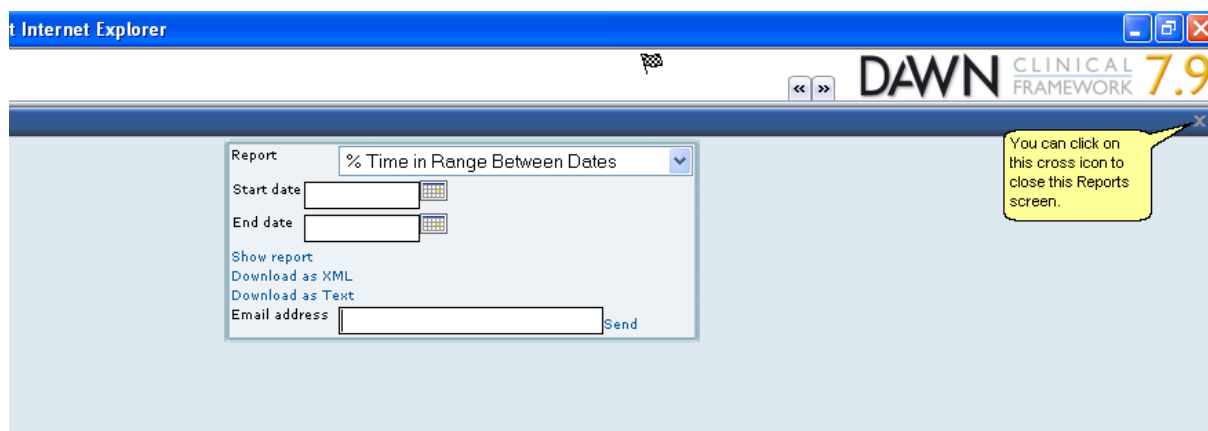 t Internet Explorer
DAWN CLINICAL FRAMEWORK 7.9
Report
% Time in Range Between Dates
Start date
End date
Show report
Download as XML
Download as Text
Email address
Send
You can click on
this cross icon to
close this Reports
screen.